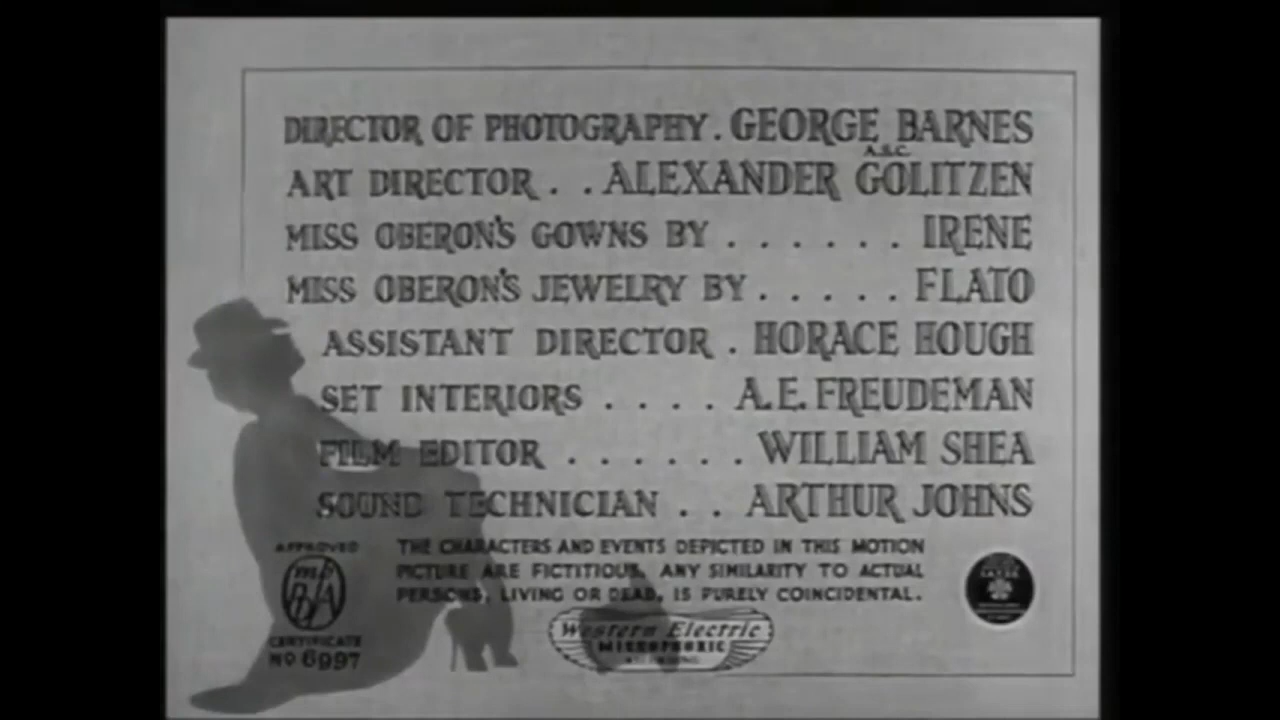 DIRECTOR OF PHOTOGRAPHY . GEORGE BARNES
A.S.C.
ART DIRECTOR . . ALEXANDER GOLITZEN
MISS OBERON'S GOWNS BY . . . . . . IRENE
MISS OBERON'S JEWELRY BY . . . . . FLATO
ASSISTANT DIRECTOR . HORACE HOUGH
SET INTERIORS . . . . A. E. FREUDEMAN
FILM EDITOR . . . . . . WILLIAM SHEA
SOUND TECHNICIAN . . ARTHUR JOHNS
THE CHARACTERS AND EVENTS DEPICTED IN THIS MOTION
PICTURE ARE FICTITIOUS. ANY SIMILARITY TO ACTUAL
PERSONS, LIVING OR DEAD, IS PURELY COINCIDENTAL.
APPROVED
MPPDA
CERTIFICATE
NO 6997
Western Electric
MICROPHONIC